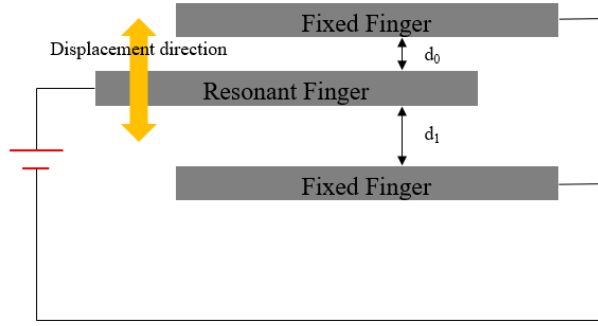 Fixed Finger
Displacement direction
d₀
Resonant Finger
d₁
Fixed Finger